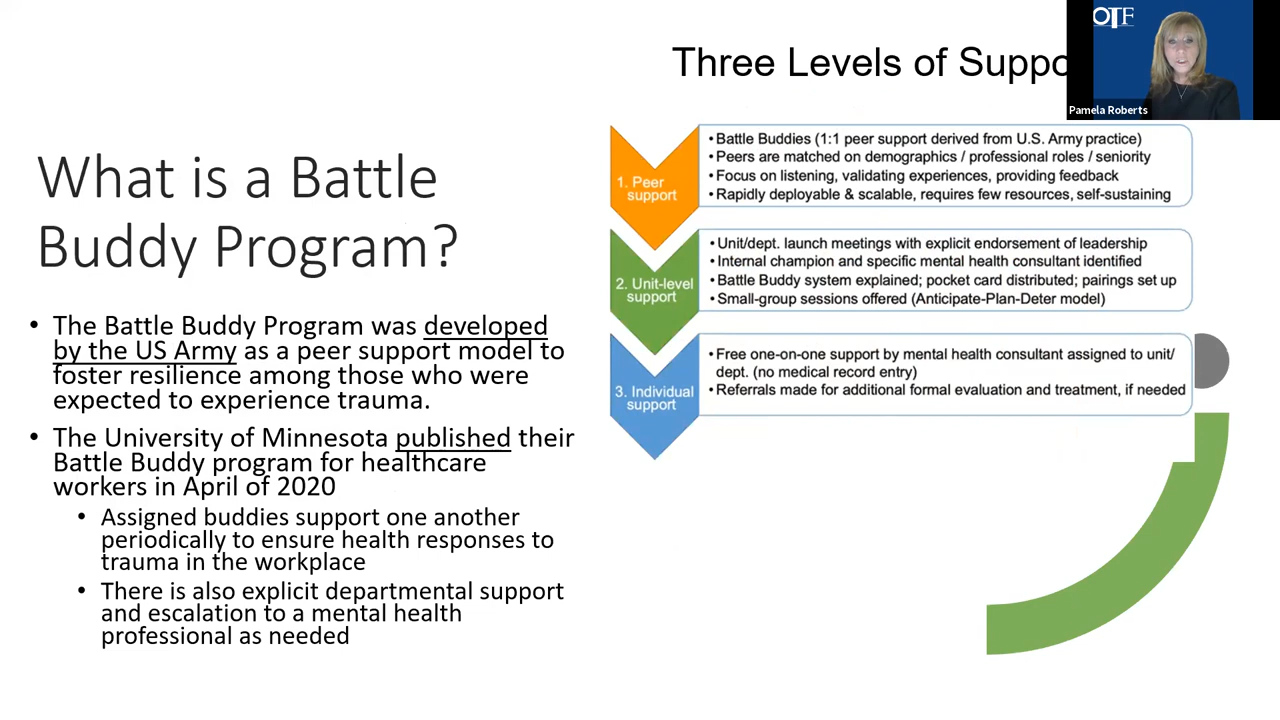 What is a Battle
Buddy Program?
• The Battle Buddy Program was developed
by the US Army as a peer support model to
foster resilience among those who were
expected to experience trauma.
• The University of Minnesota published their
Battle Buddy program for healthcare
workers in April of 2020
• Assigned buddies support one another
periodically to ensure health responses to
trauma in the workplace
• There is also explicit departmental support
and escalation to a mental health
professional as needed
Three Levels of Suppo
1. Peer
support
• Battle Buddies (1:1 peer support derived from U.S. Army practice)
• Peers are matched on demographics / professional roles / seniority
• Focus on listening, validating experiences, providing feedback
• Rapidly deployable & scalable, requires few resources, self-sustaining
2. Unit-level
support
• Unit/dept. launch meetings with explicit endorsement of leadership
• Internal champion and specific mental health consultant identified
• Battle Buddy system explained; pocket card distributed; pairings set up
• Small-group sessions offered (Anticipate-Plan-Deter model)
3. Individual
support
• Free one-on-one support by mental health consultant assigned to unit/
dept. (no medical record entry)
• Referrals made for additional formal evaluation and treatment, if needed
OTF
Pamela Roberts